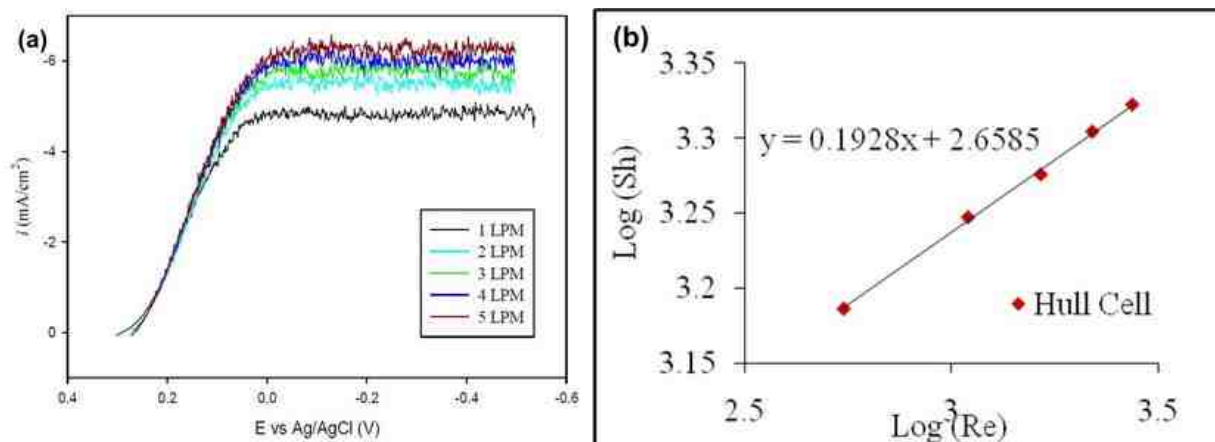 (a)
-6
-4
-2
0
i (mA/cm²)
1 LPM
2 LPM
3 LPM
4 LPM
5 LPM
0.4 0.2 0.0 -0.2 -0.4 -0.6
E vs Ag/AgCl (V)
(b)
3.35
3.3
3.25
3.2
3.15
Log (Sh)
y = 0.1928x + 2.6585
Hull Cell
2.5 3 3.5
Log (Re)